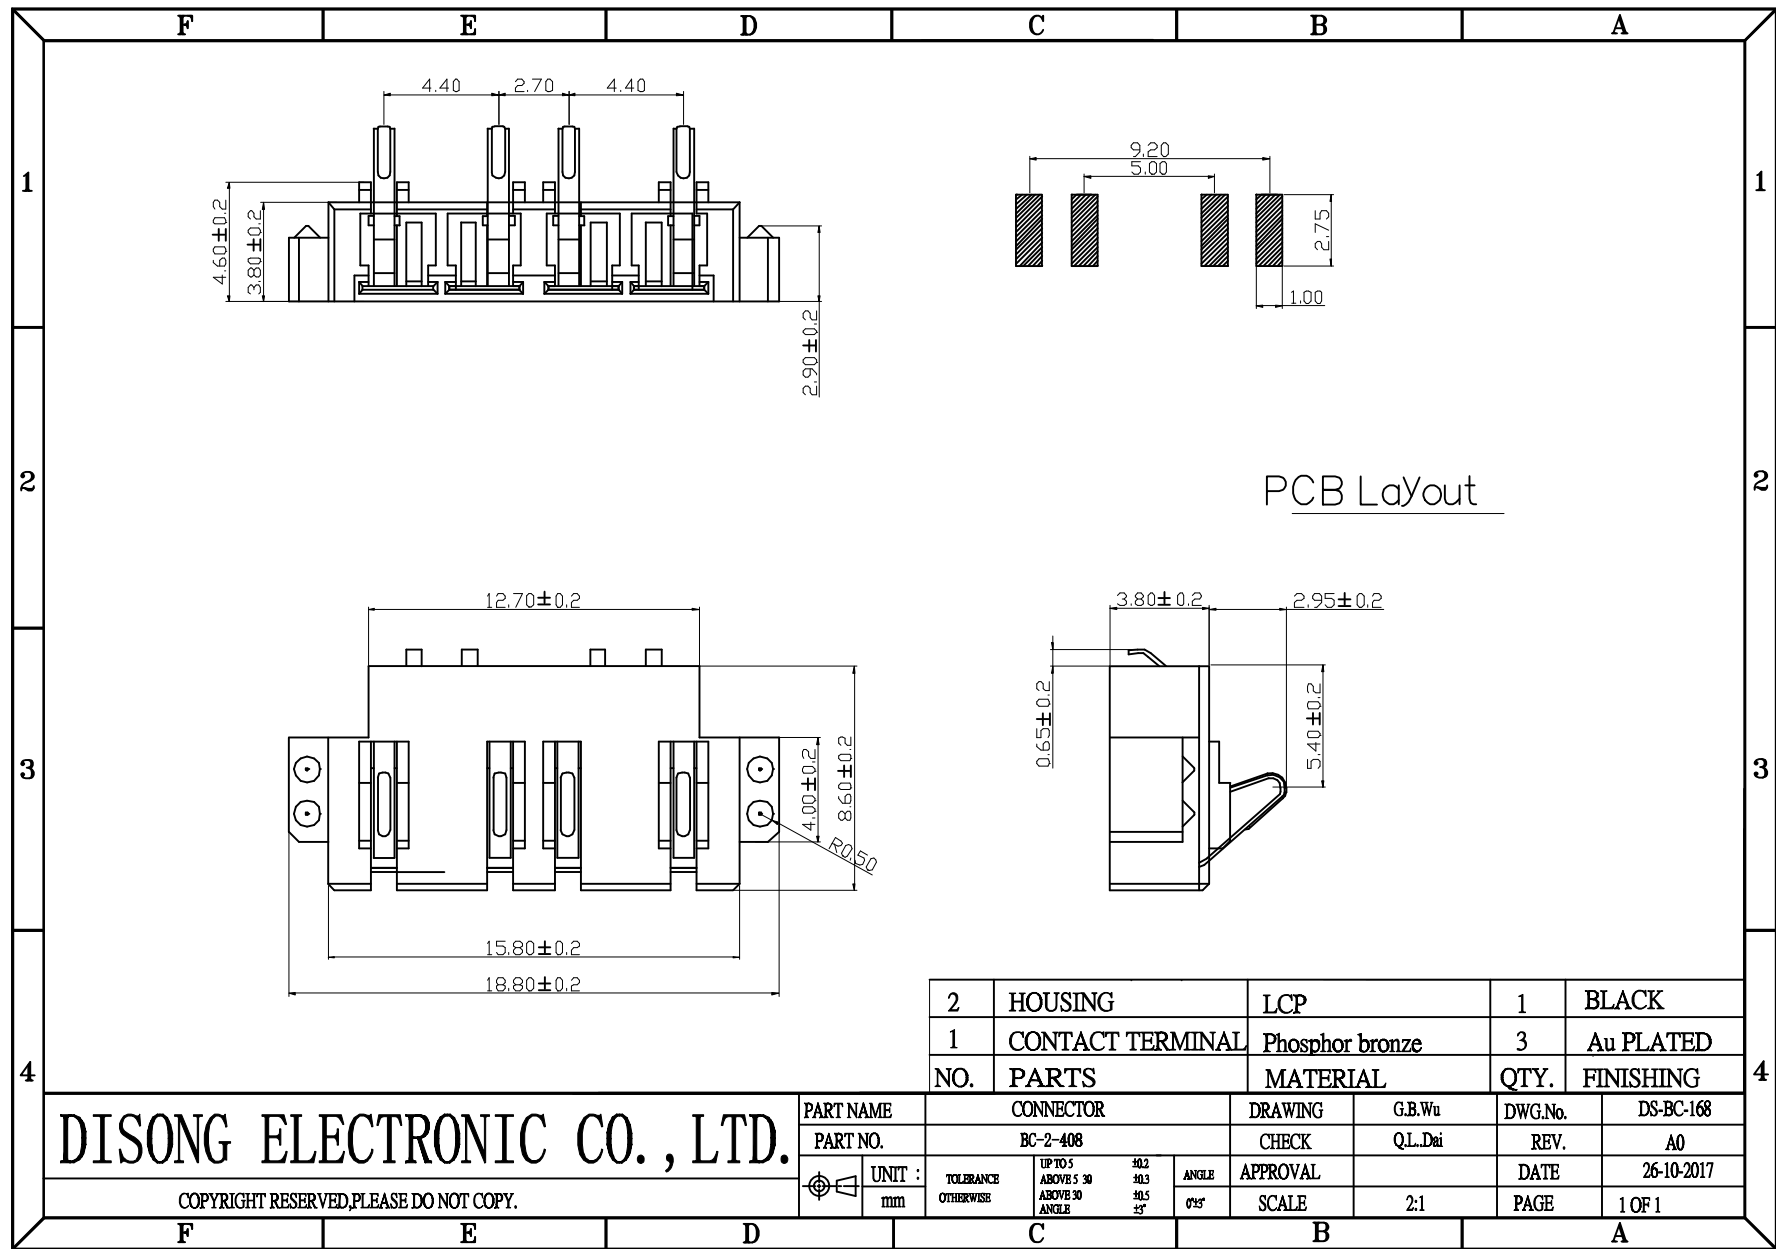 F E D C B A
4.40 2.70 4.40
9.20
5.00
1 1
4.60±0.2
3.80±0.2
2.75
1.00
2.90±0.2
2 2
PCB LaYout
12.70±0.2
3.80±0.2 2.95±0.2
0.65±0.2
5.40±0.2
3 3
4.00±0.2
8.60±0.2
R0.50
15.80±0.2
18.80±0.2
2 HOUSING LCP 1 BLACK
1 CONTACT TERMINAL Phosphor bronze 3 Au PLATED
4 4
NO. PARTS MATERIAL QTY. FINISHING
DISONG ELECTRONIC CO., LTD.
COPYRIGHT RESERVED,PLEASE DO NOT COPY.
PART NAME CONNECTOR DRAWING G.B.Wu DWG.No. DS-BC-168
PART NO. BC-2-408 CHECK Q.L..Dai REV. A0
UNIT : mm
TOLERANCE OTHERWISE
UP TO 5 ±0.2
ABOVE 5 30 ±0.3
ABOVE 30 ±0.5
ANGLE ±3°
ANGLE
0°±3°
APPROVAL DATE 26-10-2017
SCALE 2:1 PAGE 1 OF 1
F E D C B A